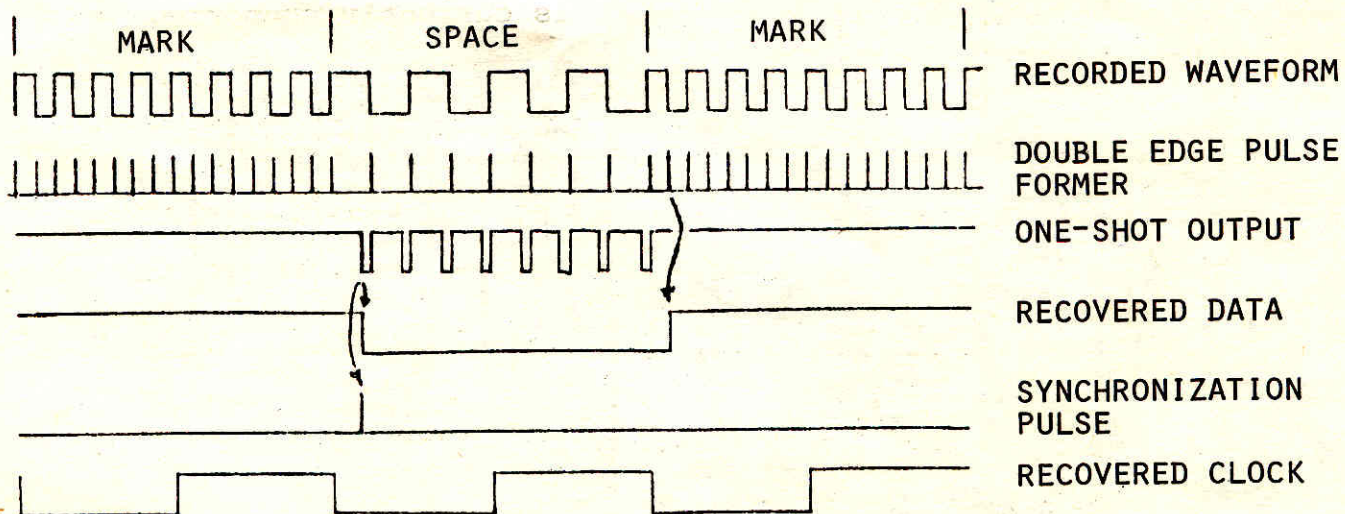 MARK SPACE MARK
RECORDED WAVEFORM
DOUBLE EDGE PULSE
FORMER
ONE-SHOT OUTPUT
RECOVERED DATA
SYNCHRONIZATION
PULSE
RECOVERED CLOCK